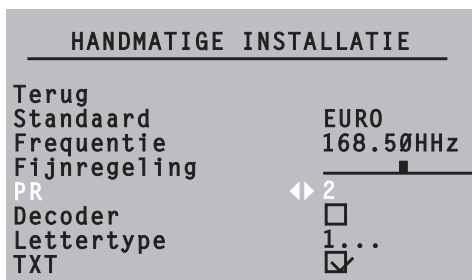 HANDMATIGE INSTALLATIE
Terug
Standaard EURO
Frequentie 168.50HHz
Fijnregeling
PR 2
Decoder
Lettertype 1...
TXT